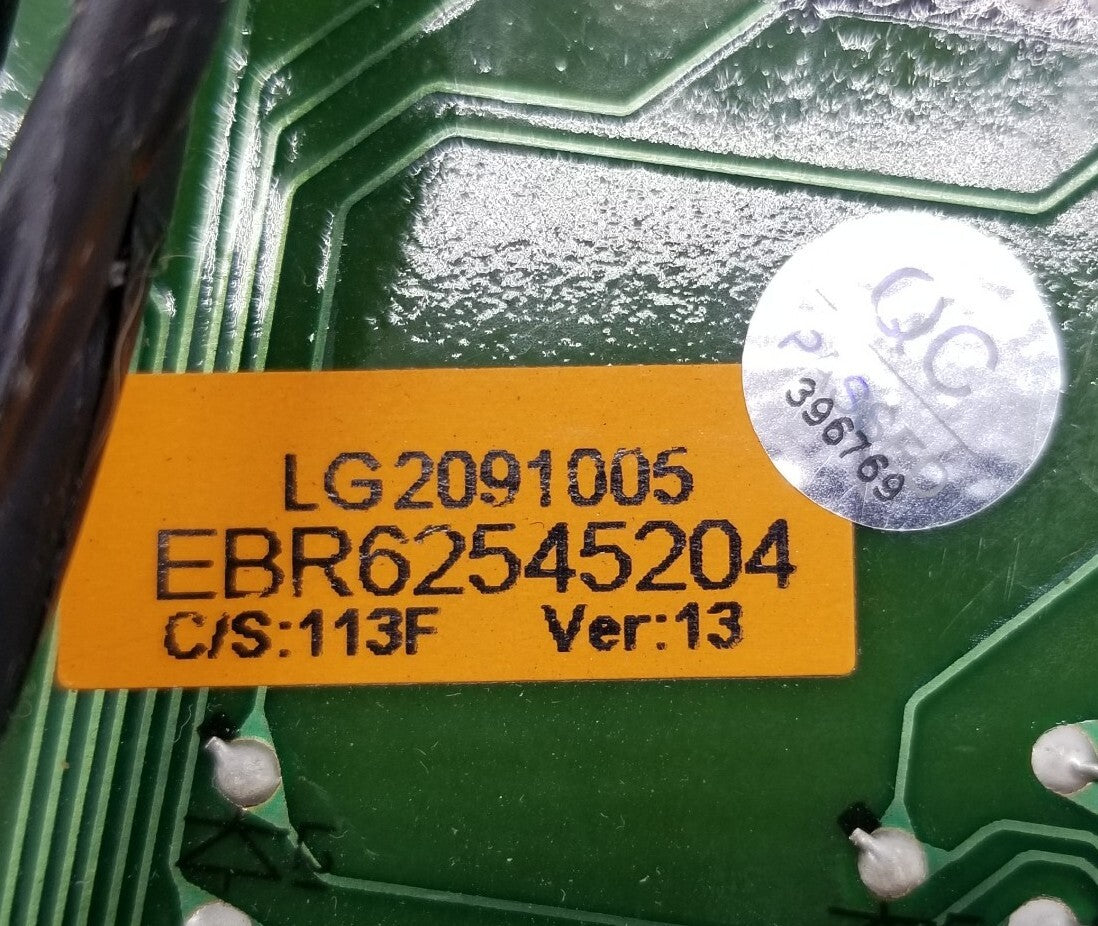 QC
396769
LG2091005
EBR62545204
C/S:113F Ver:13